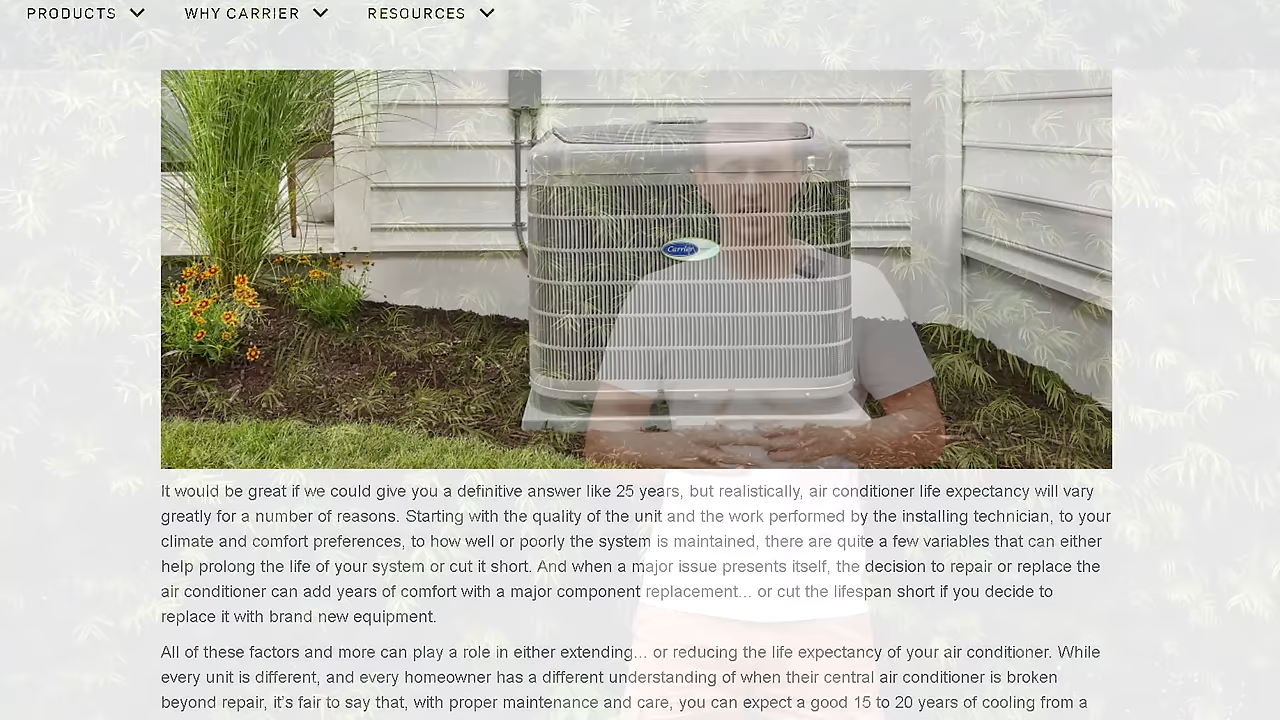 PRODUCTS WHY CARRIER RESOURCES
Carrier
It would be great if we could give you a definitive answer like 25 years, but realistically, air conditioner life expectancy will vary
greatly for a number of reasons. Starting with the quality of the unit and the work performed by the installing technician, to your
climate and comfort preferences, to how well or poorly the system is maintained, there are quite a few variables that can either
help prolong the life of your system or cut it short. And when a major issue presents itself, the decision to repair or replace the
air conditioner can add years of comfort with a major component replacement... or cut the lifespan short if you decide to
replace it with brand new equipment.
All of these factors and more can play a role in either extending... or reducing the life expectancy of your air conditioner. While
every unit is different, and every homeowner has a different understanding of when their central air conditioner is broken
beyond repair, it's fair to say that, with proper maintenance and care, you can expect a good 15 to 20 years of cooling from a